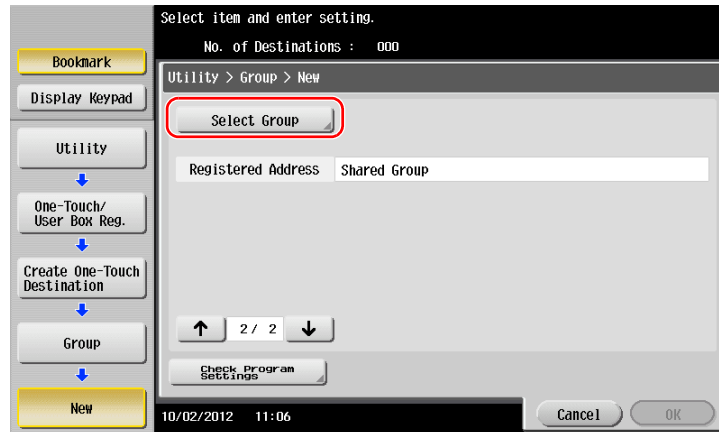 Select item and enter setting.
No. of Destinations : 000
Bookmark
Display Keypad
Utility
One-Touch/
User Box Reg.
Create One-Touch
Destination
Group
New
Utility > Group > New
Select Group
Registered Address Shared Group
2/ 2
Check Program
Settings
10/02/2012 11:06
Cancel
OK